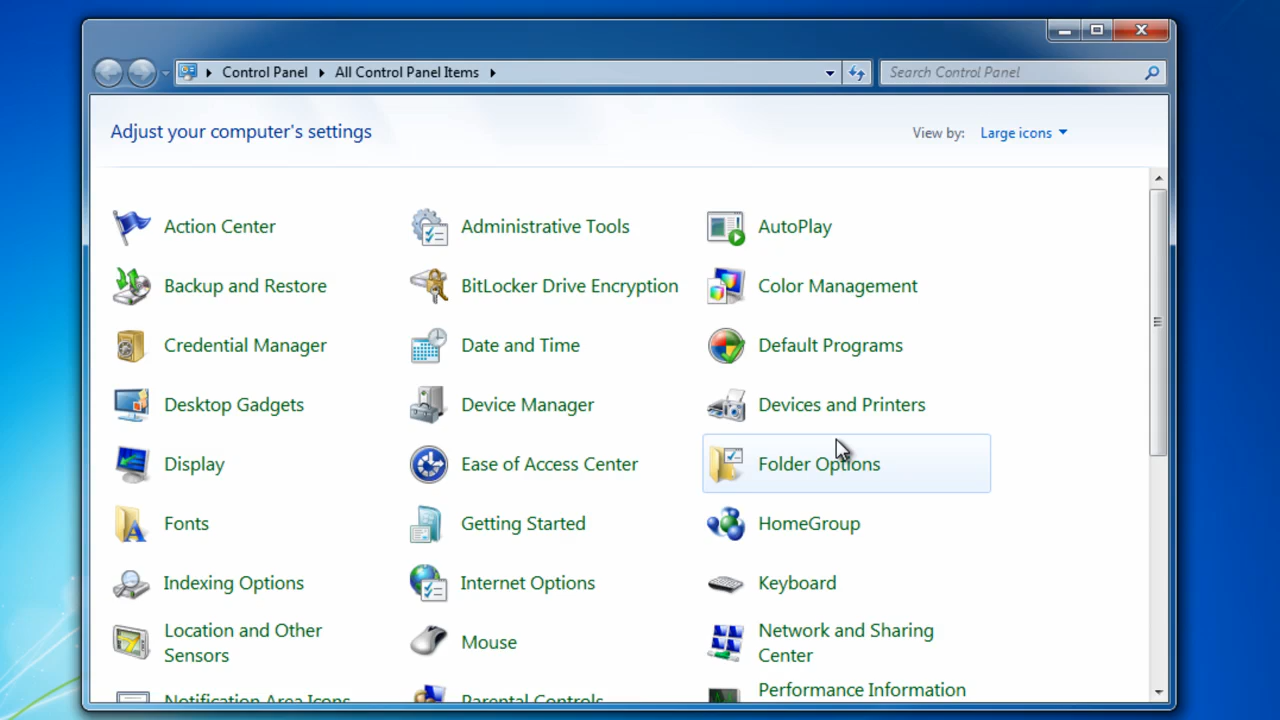 Control Panel
All Control Panel Items
Search Control Panel
Adjust your computer's settings
View by:
Large icons
Action Center
Administrative Tools
AutoPlay
Backup and Restore
BitLocker Drive Encryption
Color Management
Credential Manager
Date and Time
Default Programs
Desktop Gadgets
Device Manager
Devices and Printers
Display
Ease of Access Center
Folder Options
Fonts
Getting Started
HomeGroup
Indexing Options
Internet Options
Keyboard
Location and Other
Sensors
Mouse
Network and Sharing
Center
Notification Area Icons
Parental Controls
Performance Information